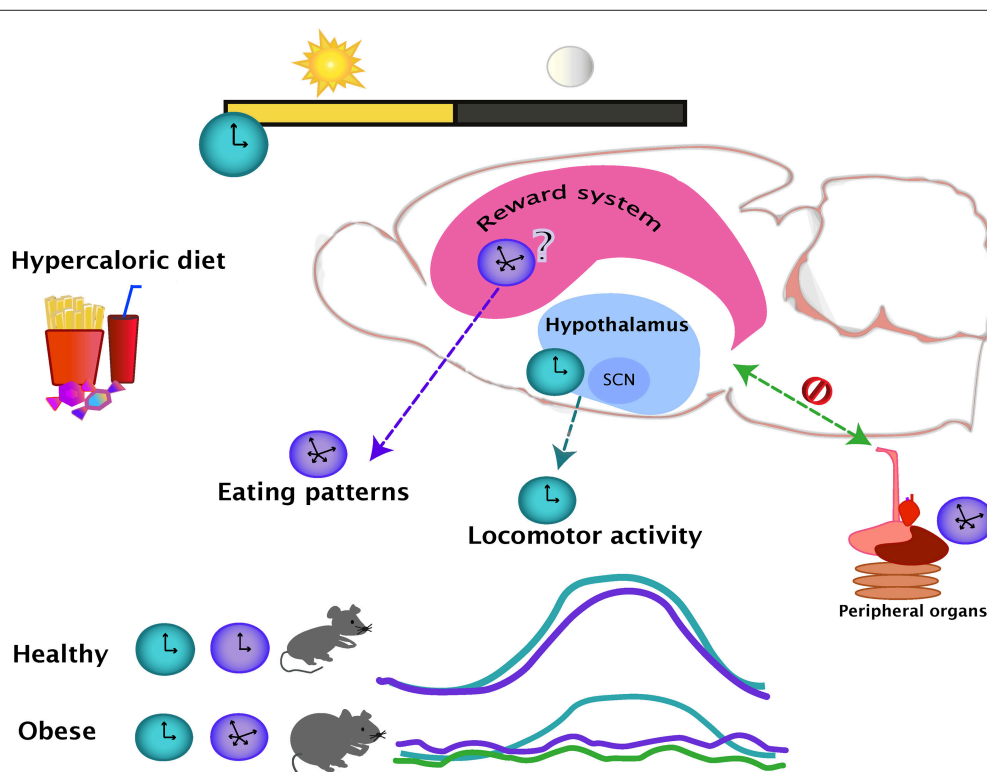 Reward system
?
Hypercaloric diet
Hypothalamus
SCN
Eating patterns
Locomotor activity
Peripheral organs
Healthy
Obese